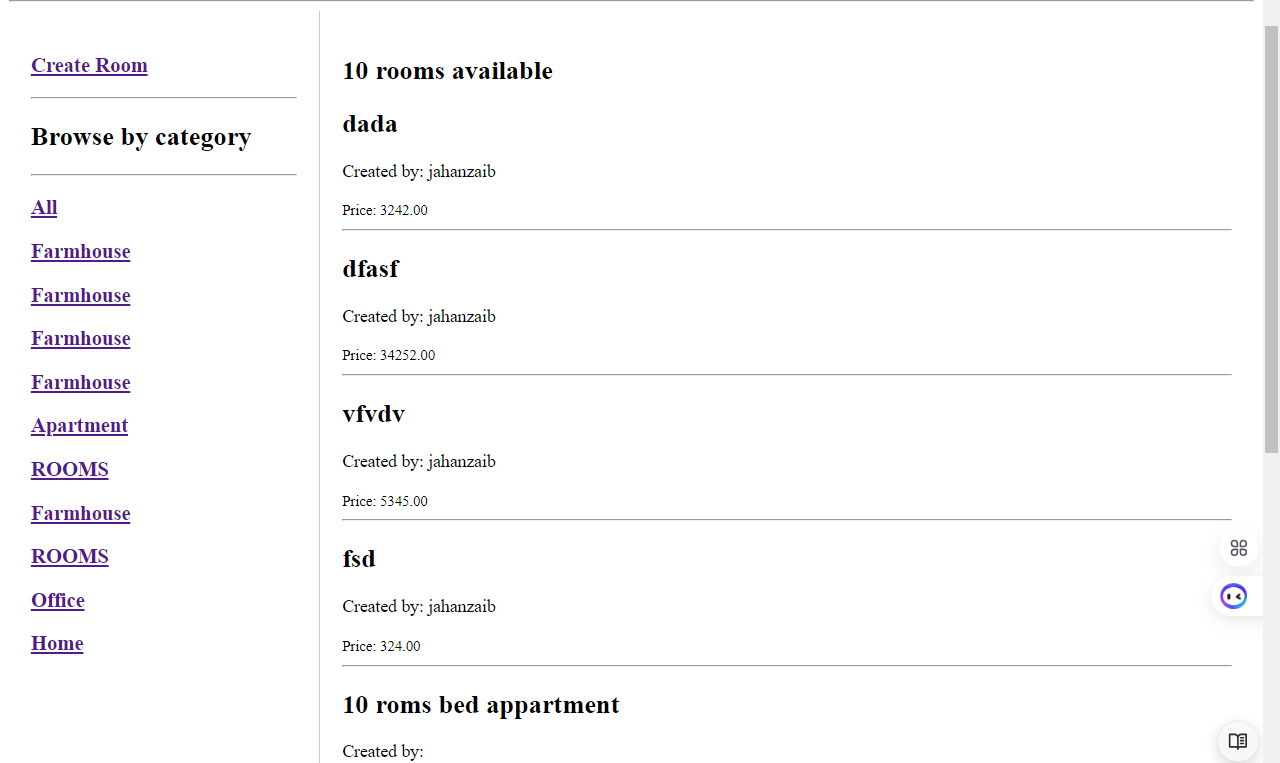 Create Room
Browse by category
All
Farmhouse
Farmhouse
Farmhouse
Farmhouse
Apartment
ROOMS
Farmhouse
ROOMS
Office
Home
10 rooms available
dada
Created by: jahanzaib
Price: 3242.00
dfasf
Created by: jahanzaib
Price: 34252.00
vfvdv
Created by: jahanzaib
Price: 5345.00
fsd
Created by: jahanzaib
Price: 324.00
10 roms bed appartment
Created by: